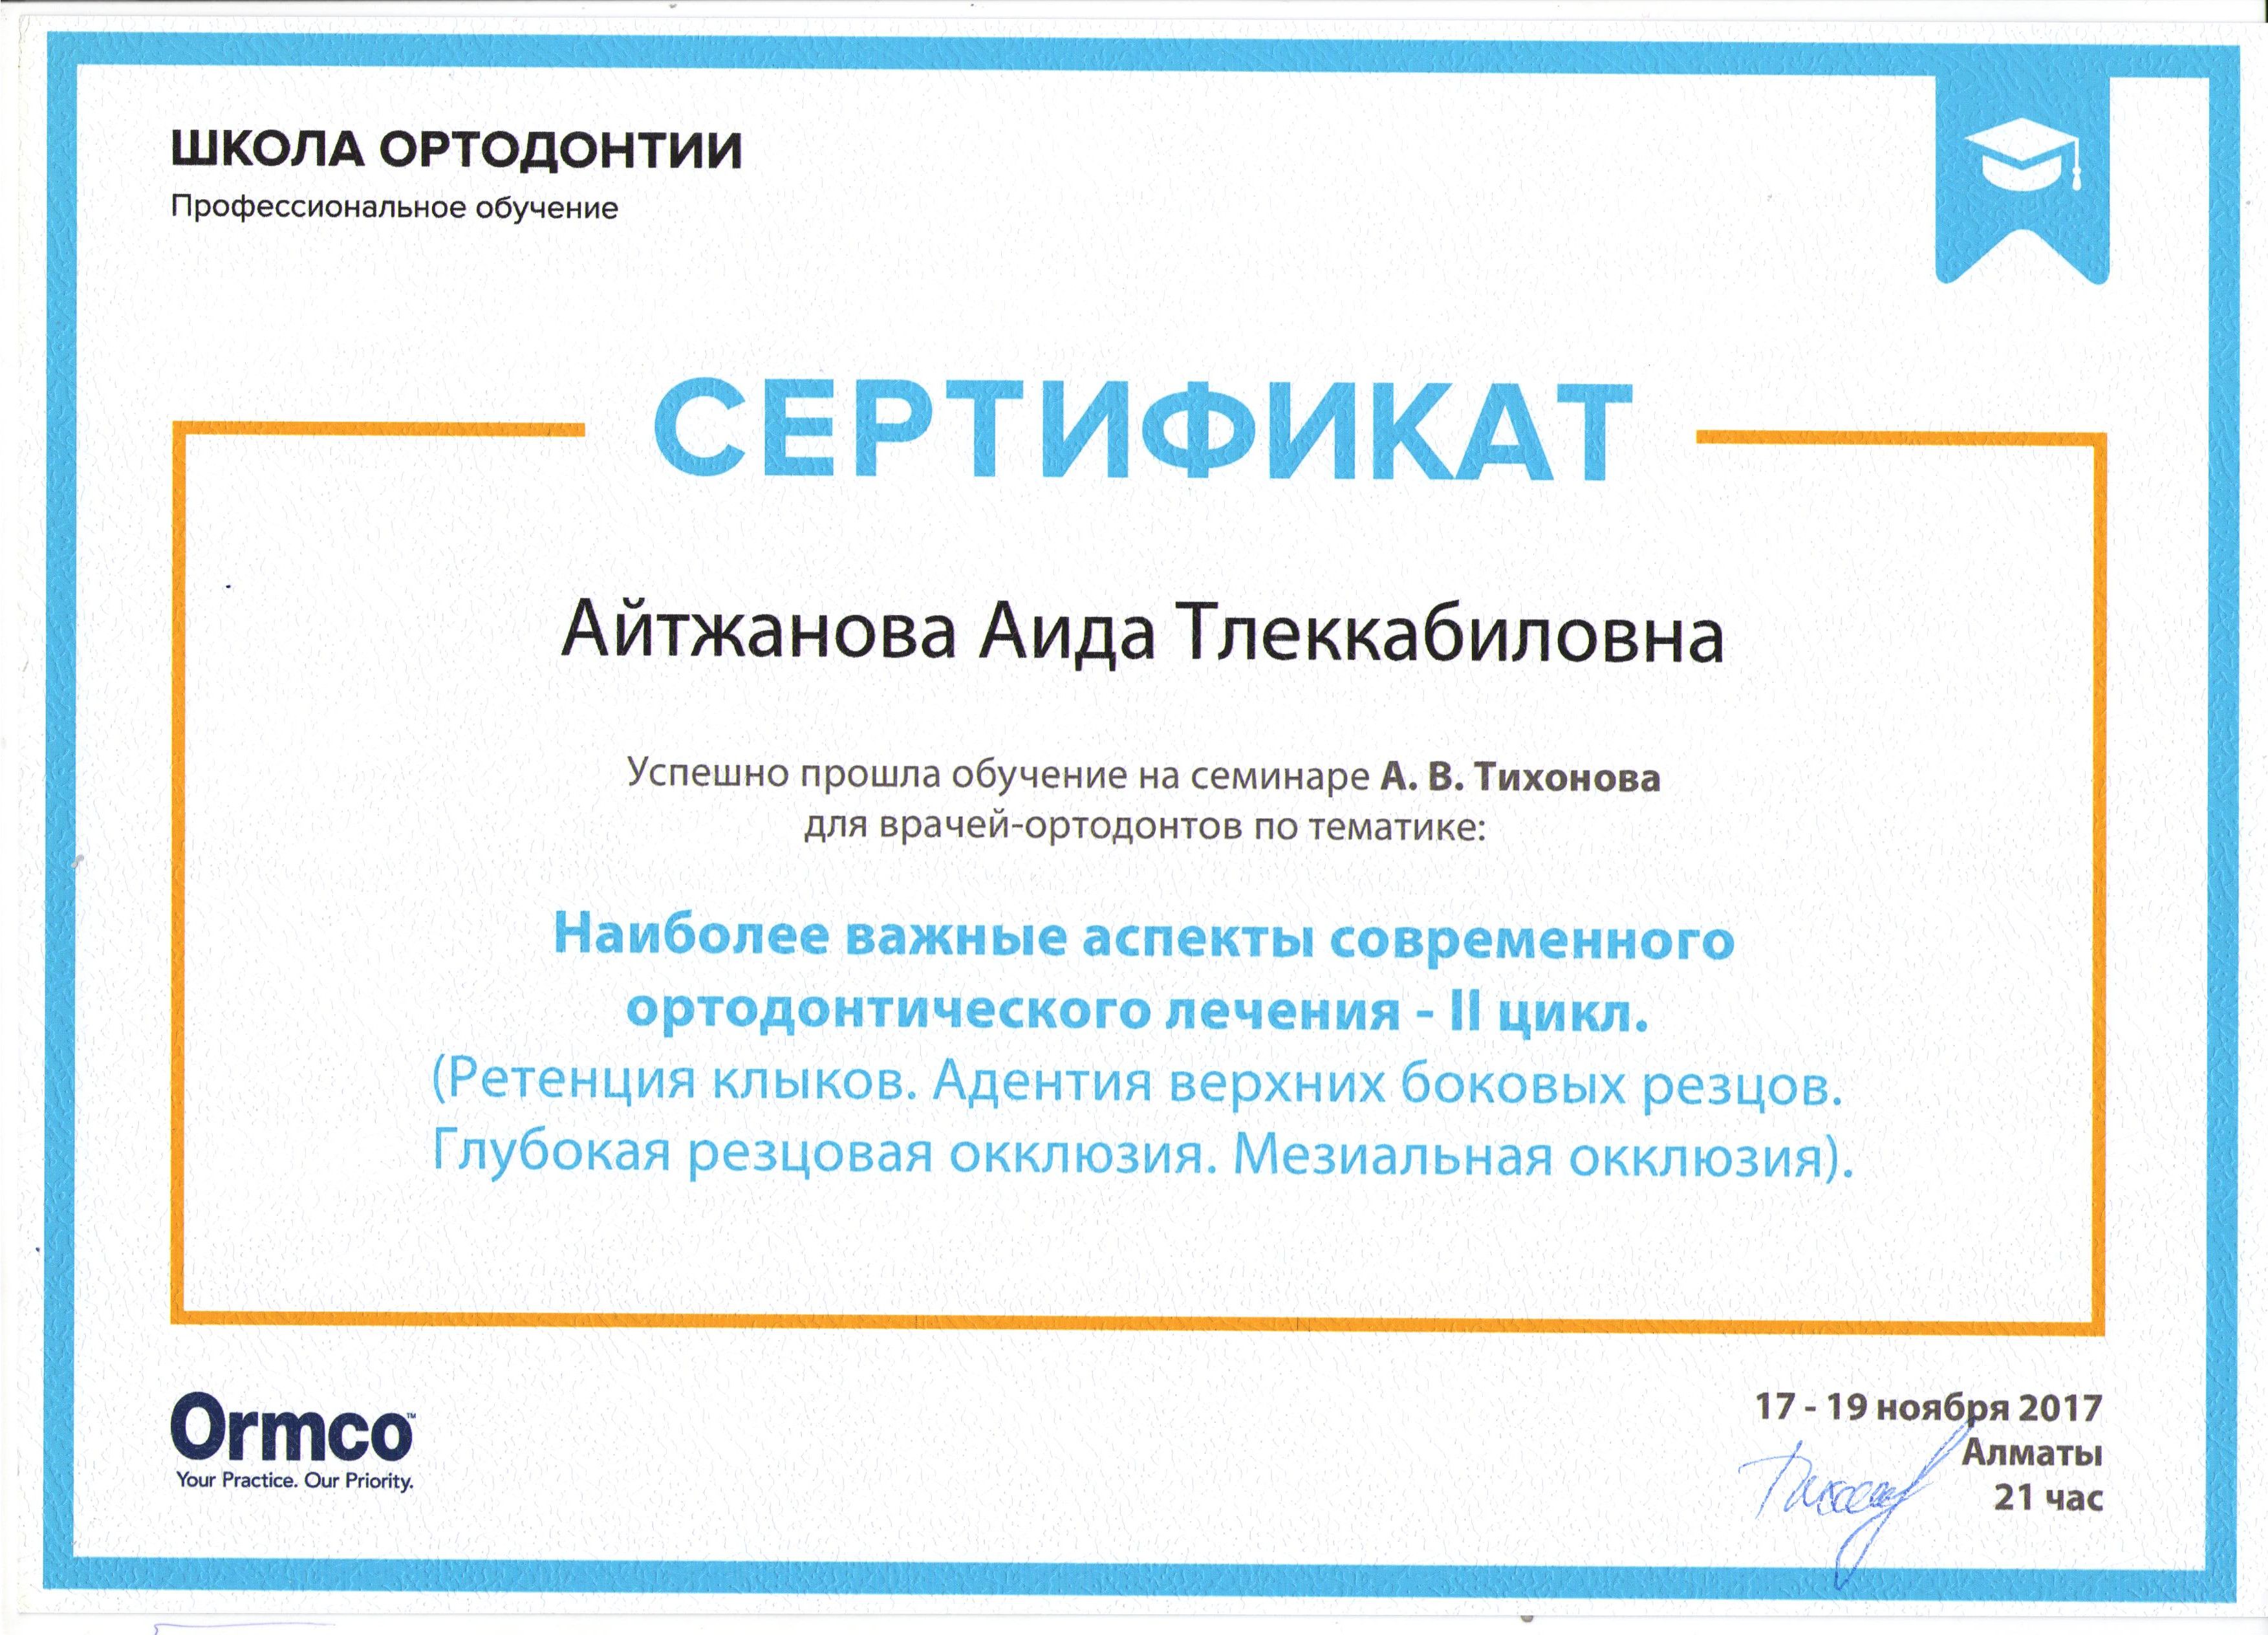 ШКОЛА ОРТОДОНТИИ
Профессиональное обучение
СЕРТИФИКАТ
Айтжанова Аида Тлеккабиловна
Успешно прошла обучение на семинаре А. В. Тихонова
для врачей-ортодонтов по тематике:
Наиболее важные аспекты современного
ортодонтического лечения - II цикл.
(Ретенция клыков. Адентия верхних боковых резцов.
Глубокая резцовая окклюзия. Мезиальная окклюзия).
Ormco™
Your Practice. Our Priority.
17 - 19 ноября 2017
Алматы
21 час